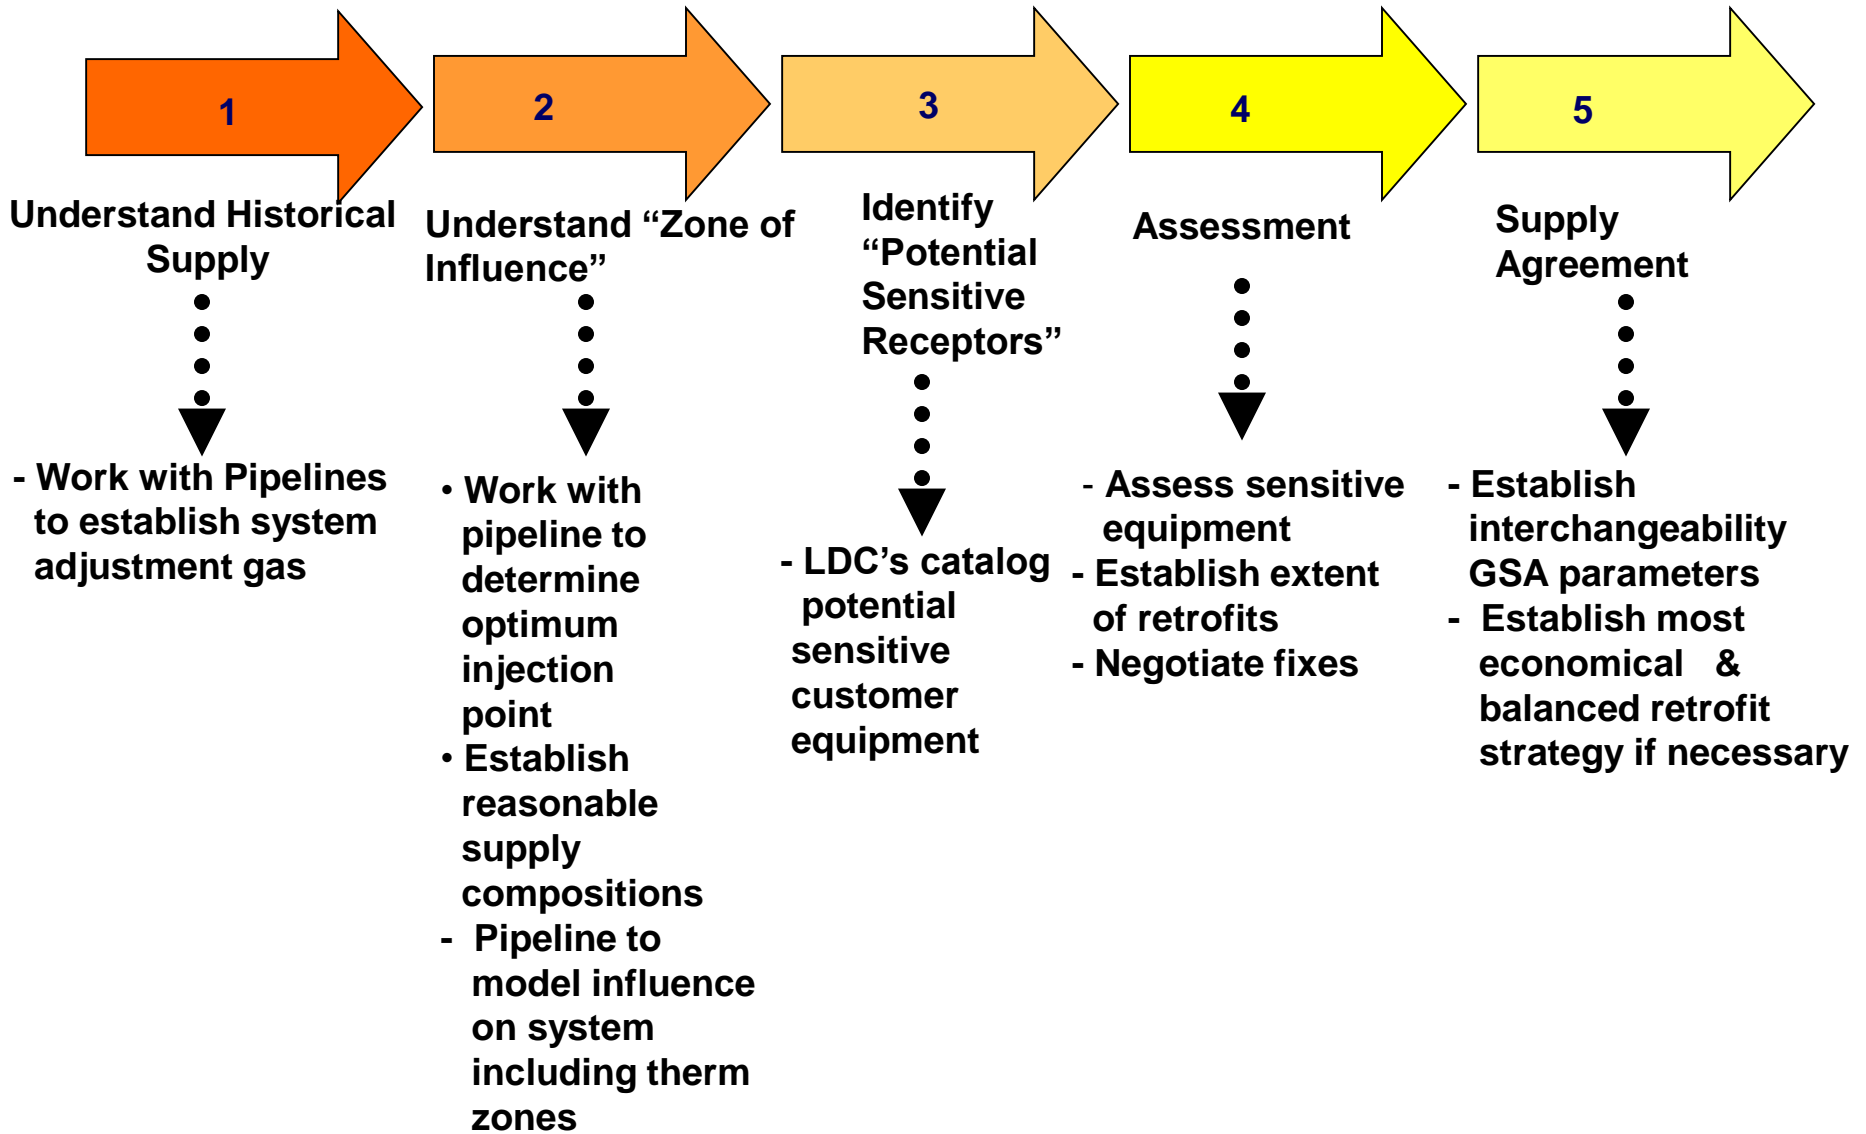 1
2
3
4
5
Understand Historical
Supply
- Work with Pipelines
to establish system
adjustment gas
Understand “Zone of
Influence”
• Work with
pipeline to
determine
optimum
injection
point
• Establish
reasonable
supply
compositions
- Pipeline to
model influence
on system
including therm
zones
Identify
“Potential
Sensitive
Receptors”
- LDC’s catalog
potential
sensitive
customer
equipment
Assessment
- Assess sensitive
equipment
- Establish extent
of retrofits
- Negotiate fixes
Supply
Agreement
- Establish
interchangeability
GSA parameters
- Establish most
economical &
balanced retrofit
strategy if necessary